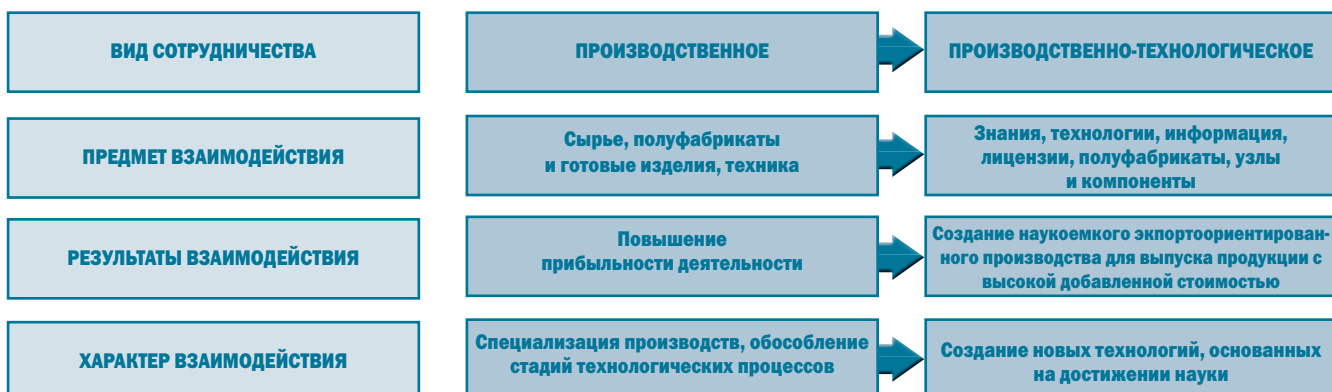 ВИД СОТРУДНИЧЕСТВА
ПРОИЗВОДСТВЕННОЕ
ПРОИЗВОДСТВЕННО-ТЕХНОЛОГИЧЕСКОЕ
ПРЕДМЕТ ВЗАИМОДЕЙСТВИЯ
Сырье, полуфабрикаты
и готовые изделия, техника
Знания, технологии, информация,
лицензии, полуфабрикаты, узлы
и компоненты
РЕЗУЛЬТАТЫ ВЗАИМОДЕЙСТВИЯ
Повышение
прибыльности деятельности
Создание наукоемкого экпортоориентирован-
ного производства для выпуска продукции с
высокой добавленной стоимостью
ХАРАКТЕР ВЗАИМОДЕЙСТВИЯ
Специализация производств, обособление
стадий технологических процессов
Создание новых технологий, основанных
на достижении науки